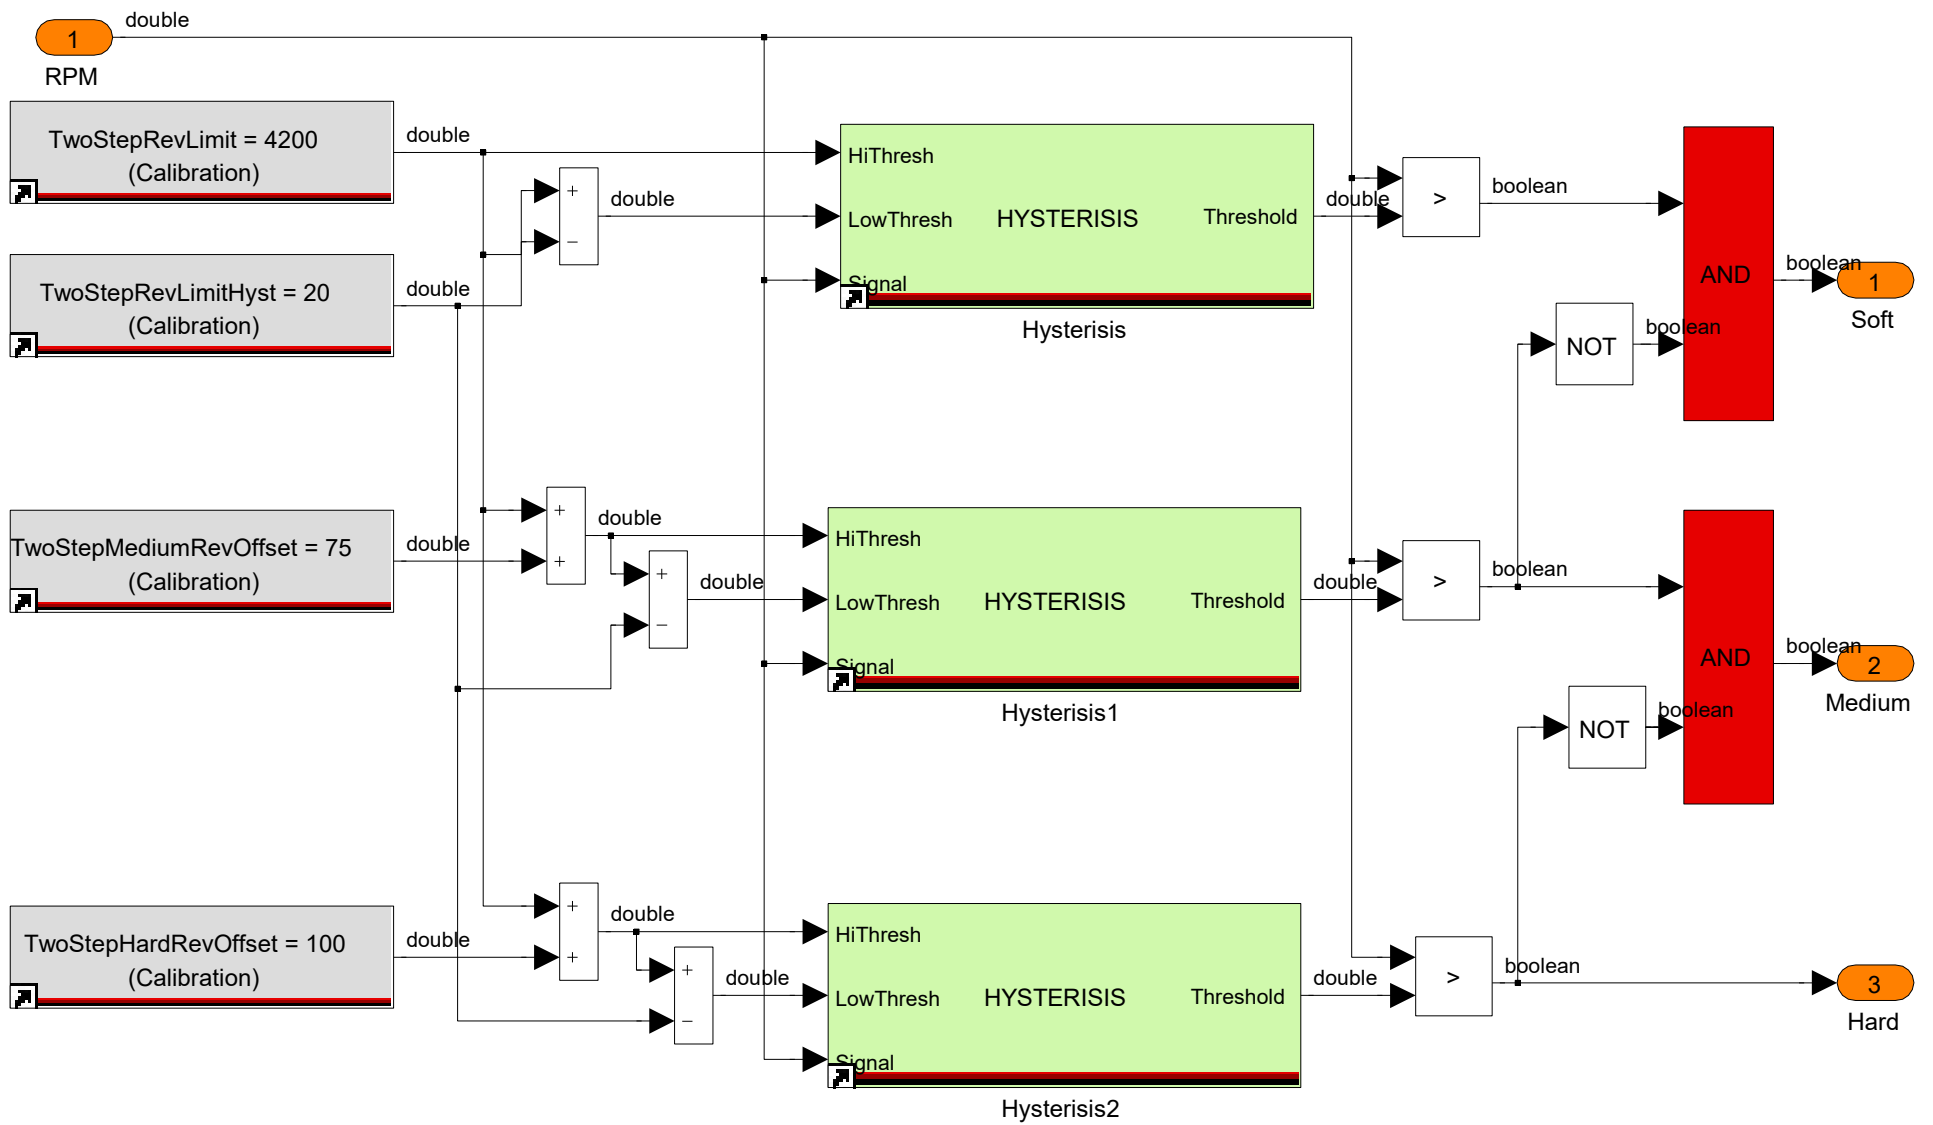 double
1
RPM
TwoStepRevLimit = 4200
(Calibration)
double
+
−
double
HiThresh
LowThresh
HYSTERISIS
Threshold
Signal
Hysterisis
double
>
boolean
AND
boolean
1
Soft
TwoStepRevLimitHyst = 20
(Calibration)
double
NOT
boolean
TwoStepMediumRevOffset = 75
(Calibration)
double
+
+
double
+
−
double
HiThresh
LowThresh
HYSTERISIS
Threshold
Signal
Hysterisis1
double
>
boolean
AND
boolean
2
Medium
NOT
boolean
TwoStepHardRevOffset = 100
(Calibration)
double
+
+
double
+
−
double
HiThresh
LowThresh
HYSTERISIS
Threshold
Signal
Hysterisis2
double
>
boolean
3
Hard